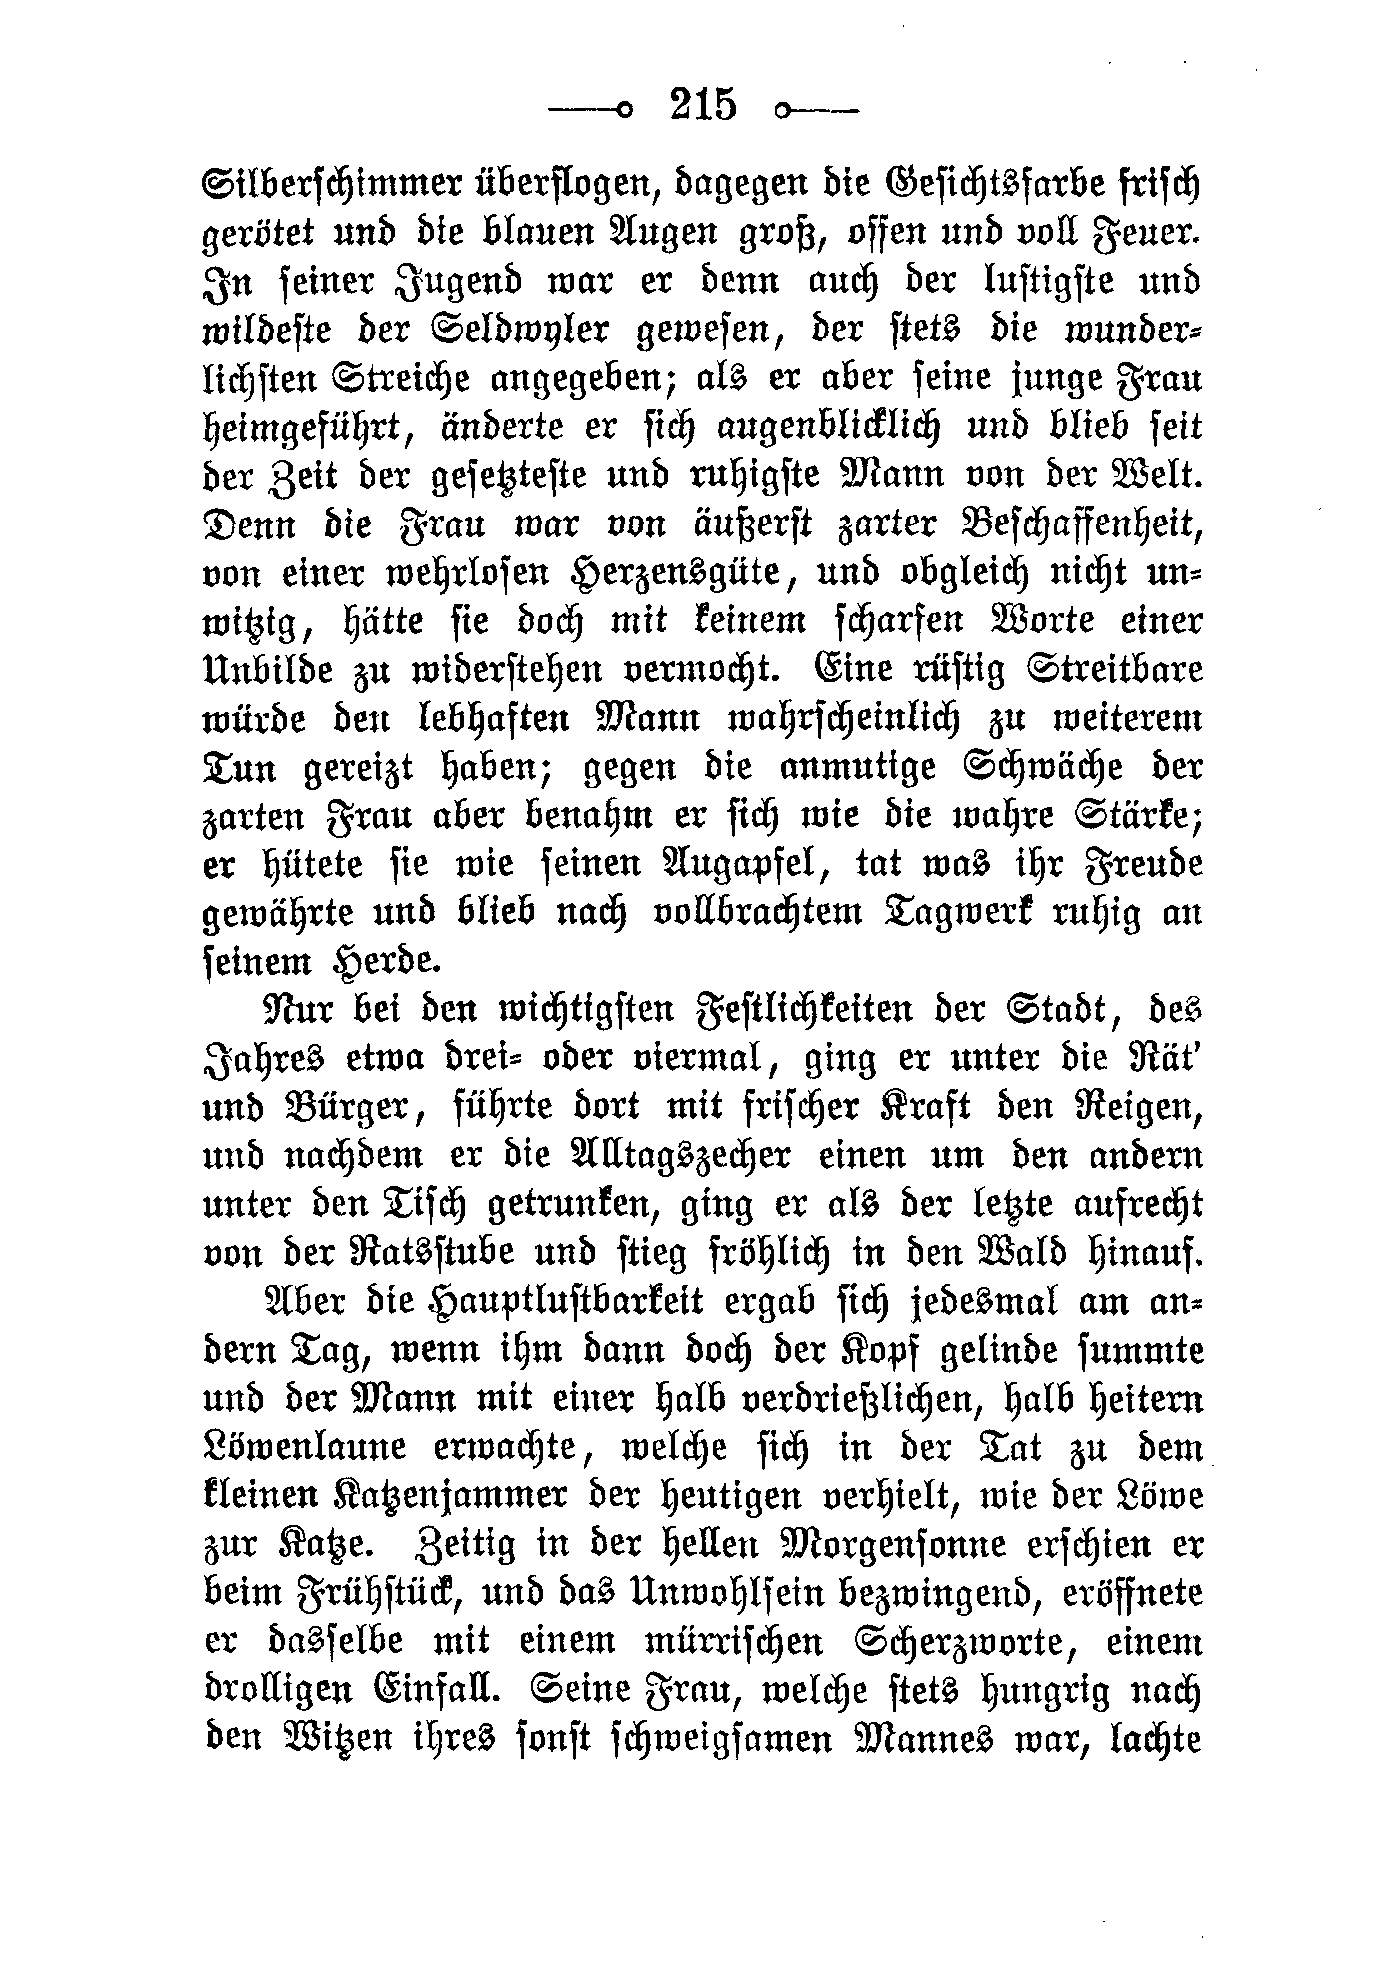 215
Silberschimmer überflogen, dagegen die Gesichtsfarbe frisch
gerötet und die blauen Augen groß, offen und voll Feuer.
In seiner Jugend war er denn auch der lustigste und
wildeste der Seldwyler gewesen, der stets die wunder-
lichsten Streiche angegeben; als er aber seine junge Frau
heimgeführt, änderte er sich augenblicklich und blieb seit
der Zeit der gesetzteste und ruhigste Mann von der Welt.
Denn die Frau war von äußerst zarter Beschaffenheit,
von einer wehrlosen Herzensgüte, und obgleich nicht un-
witzig, hätte sie doch mit keinem scharfen Worte einer
Unbilde zu widerstehen vermocht. Eine rüstig Streitbare
würde den lebhaften Mann wahrscheinlich zu weiterem
Tun gereizt haben; gegen die anmutige Schwäche der
zarten Frau aber benahm er sich wie die wahre Stärke;
er hütete sie wie seinen Augapfel, tat was ihr Freude
gewährte und blieb nach vollbrachtem Tagwerk ruhig an
seinem Herde.
Nur bei den wichtigsten Festlichkeiten der Stadt, des
Jahres etwa drei- oder viermal, ging er unter die Rät'
und Bürger, führte dort mit frischer Kraft den Reigen,
und nachdem er die Alltagszecher einen um den andern
unter den Tisch getrunken, ging er als der letzte aufrecht
von der Ratsstube und stieg fröhlich in den Wald hinauf.
Aber die Hauptlustbarkeit ergab sich jedesmal am an-
dern Tag, wenn ihm dann doch der Kopf gelinde summte
und der Mann mit einer halb verdrießlichen, halb heitern
Löwenlaune erwachte, welche sich in der Tat zu dem
kleinen Katzenjammer der heutigen verhielt, wie der Löwe
zur Katze. Zeitig in der hellen Morgensonne erschien er
beim Frühstück, und das Unwohlsein bezwingend, eröffnete
er dasselbe mit einem mürrischen Scherzworte, einem
drolligen Einfall. Seine Frau, welche stets hungrig nach
den Witzen ihres sonst schweigsamen Mannes war, lachte